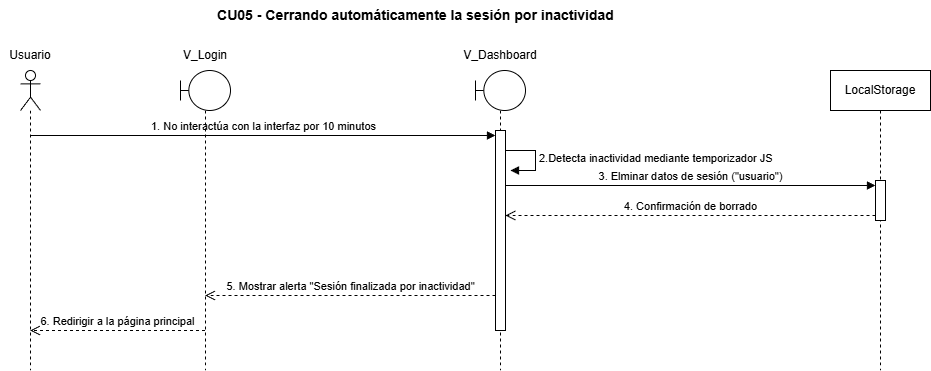 CU05 - Cerrando automáticamente la sesión por inactividad
Usuario
V_Login
V_Dashboard
LocalStorage
1. No interactúa con la interfaz por 10 minutos
2.Detecta inactividad mediante temporizador JS
3. Elminar datos de sesión ("usuario")
4. Confirmación de borrado
5. Mostrar alerta "Sesión finalizada por inactividad"
6. Redirigir a la página principal